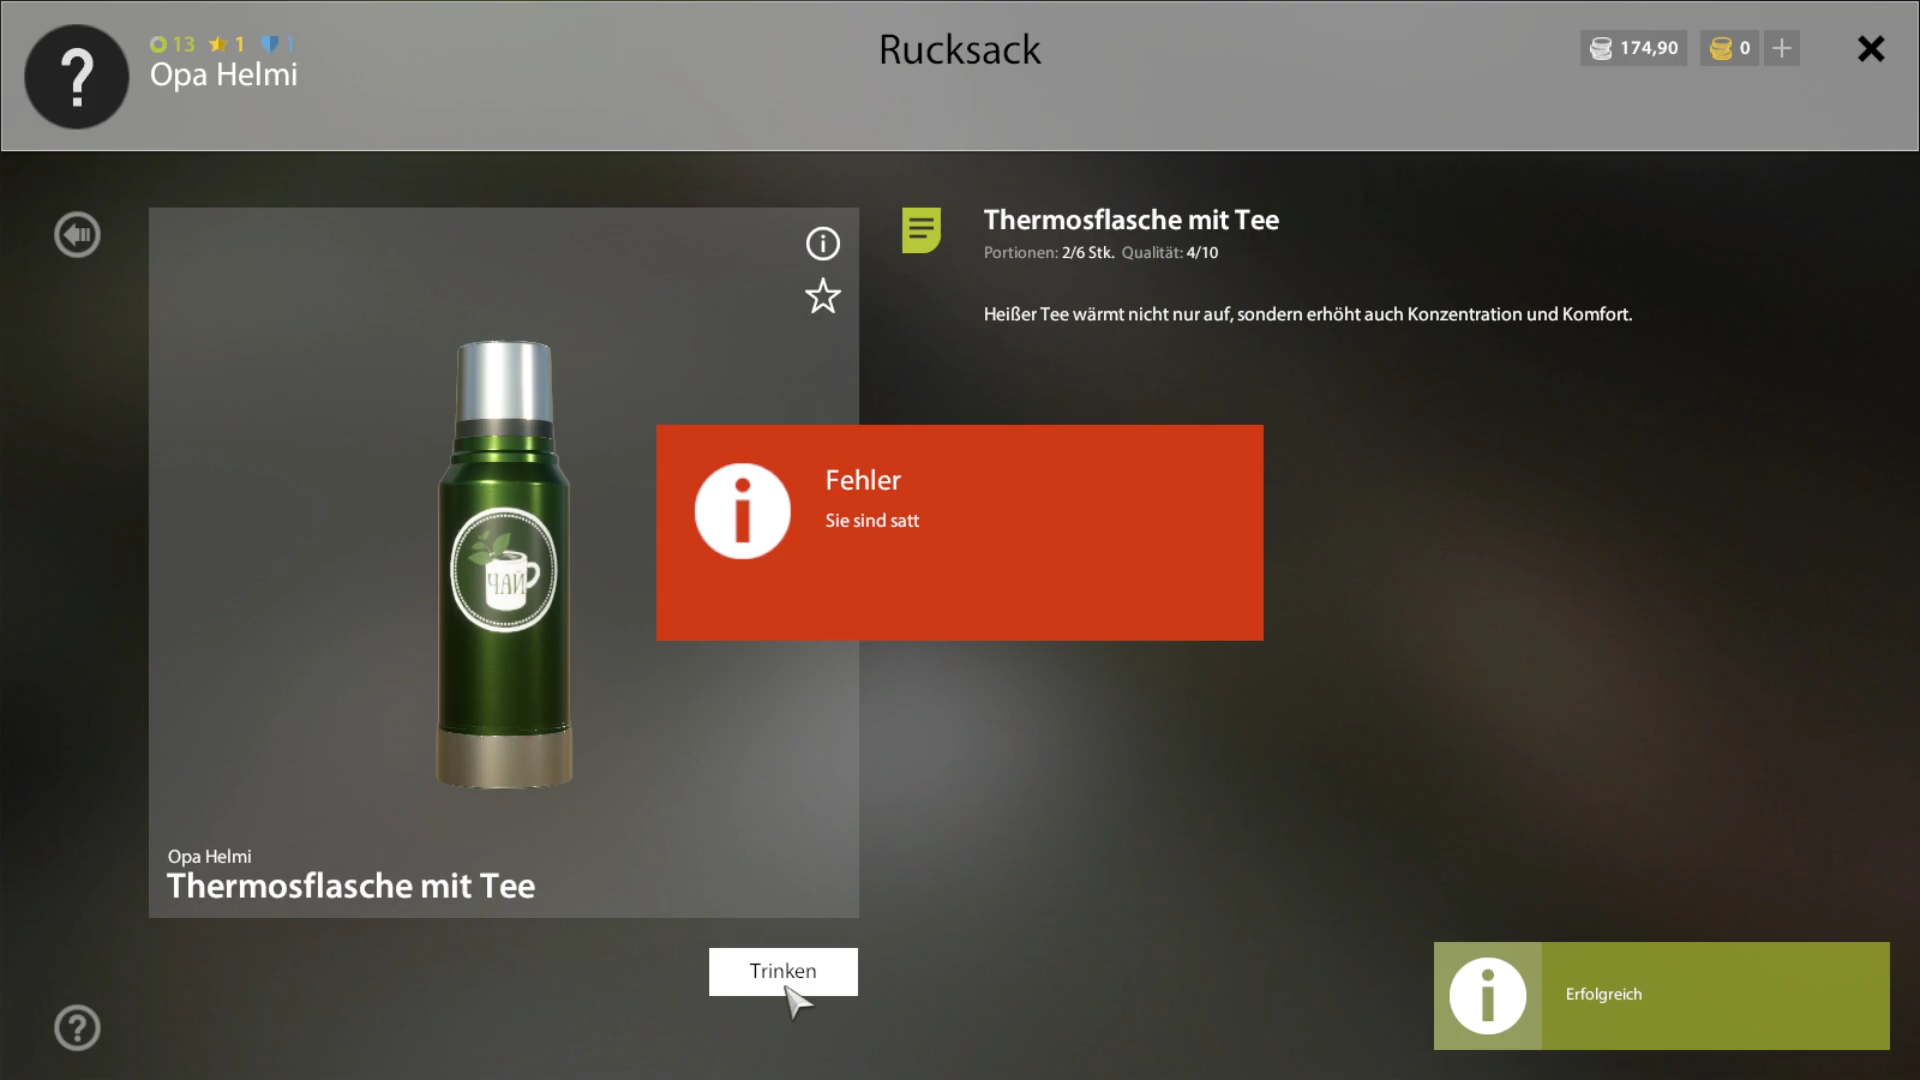 13 1 1
Opa Helmi
Rucksack
174,90 0
Thermosflasche mit Tee
Portionen: 2/6 Stk. Qualität: 4/10
Heißer Tee wärmt nicht nur auf, sondern erhöht auch Konzentration und Komfort.
ЧАЙ
Fehler
Sie sind satt
Opa Helmi
Thermosflasche mit Tee
Trinken
Erfolgreich